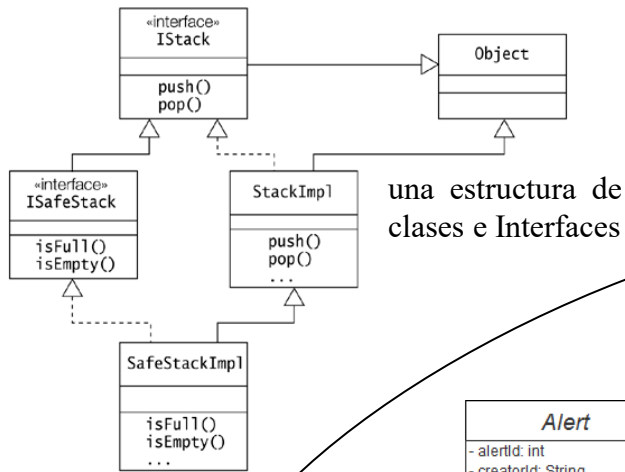 «interface»
IStack
push()
pop()
Object
«interface»
ISafeStack
isFull()
isEmpty()
StackImpl
push()
pop()
...
una estructura de
clases e Interfaces
SafeStackImpl
isFull()
isEmpty()
...
Alert
- alertId: int
- creatorId: String